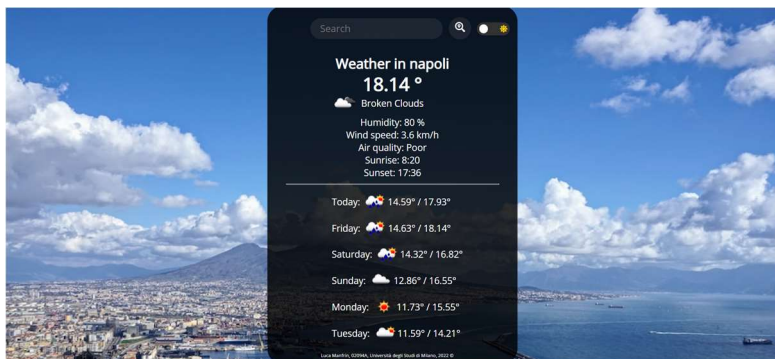 Search
Weather in napoli
18.14 °
Broken Clouds
Humidity: 80 %
Wind speed: 3.6 km/h
Air quality: Poor
Sunrise: 8:20
Sunset: 17:36
Today: 14.59° / 17.93°
Friday: 14.63° / 18.14°
Saturday: 14.32° / 16.82°
Sunday: 12.86° / 16.55°
Monday: 11.73° / 15.55°
Tuesday: 11.59° / 14.21°
Luca Manfrin, 02094A, Università degli Studi di Milano, 2022 ©